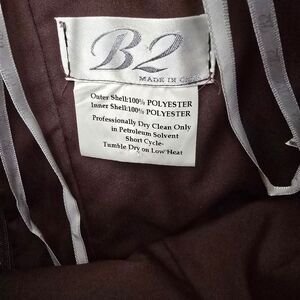 B2
MADE IN
Outer Shell:100% POLYESTER
Inner Shell:100% POLYESTER
Professionally Dry Clean Only
in Petroleum Solvent
Short Cycle-
Tumble Dry on Low Heat